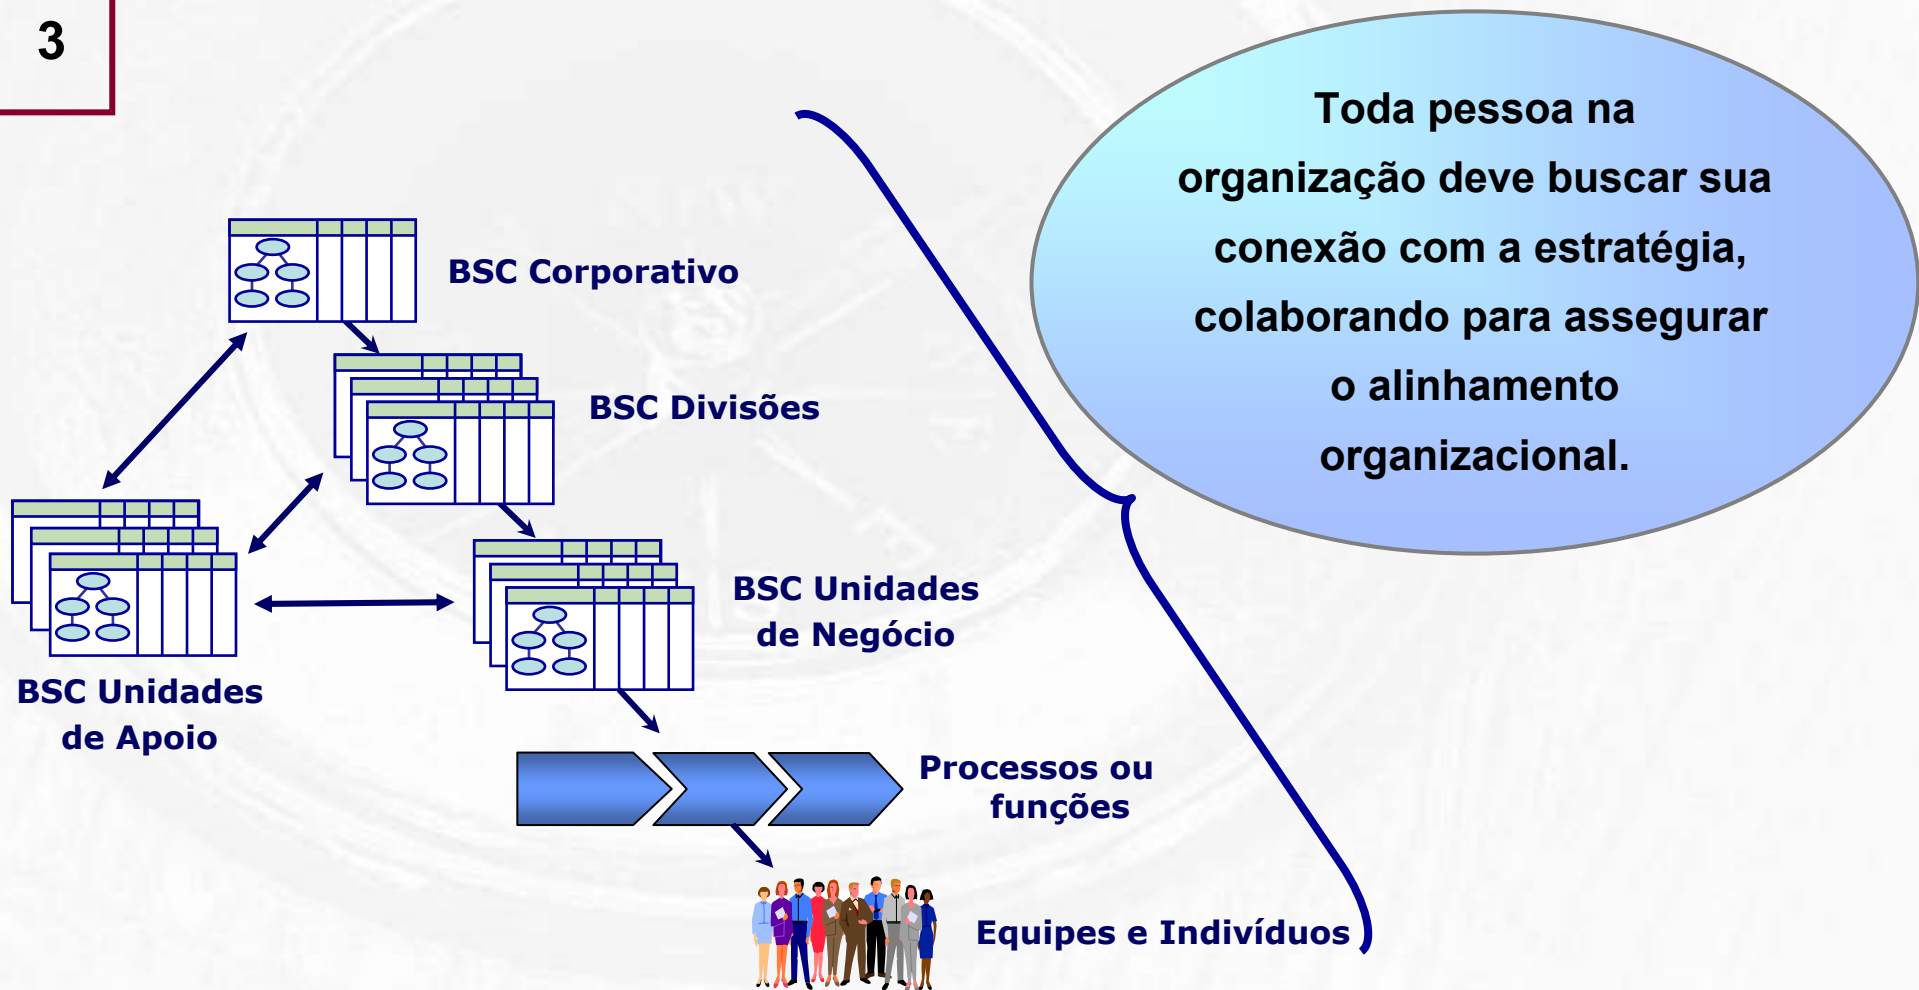 3
Toda pessoa na
organização deve buscar sua
conexão com a estratégia,
colaborando para assegurar
o alinhamento
organizacional.
BSC Corporativo
BSC Divisões
BSC Unidades
de Negócio
BSC Unidades
de Apoio
Processos ou
funções
Equipes e Indivíduos